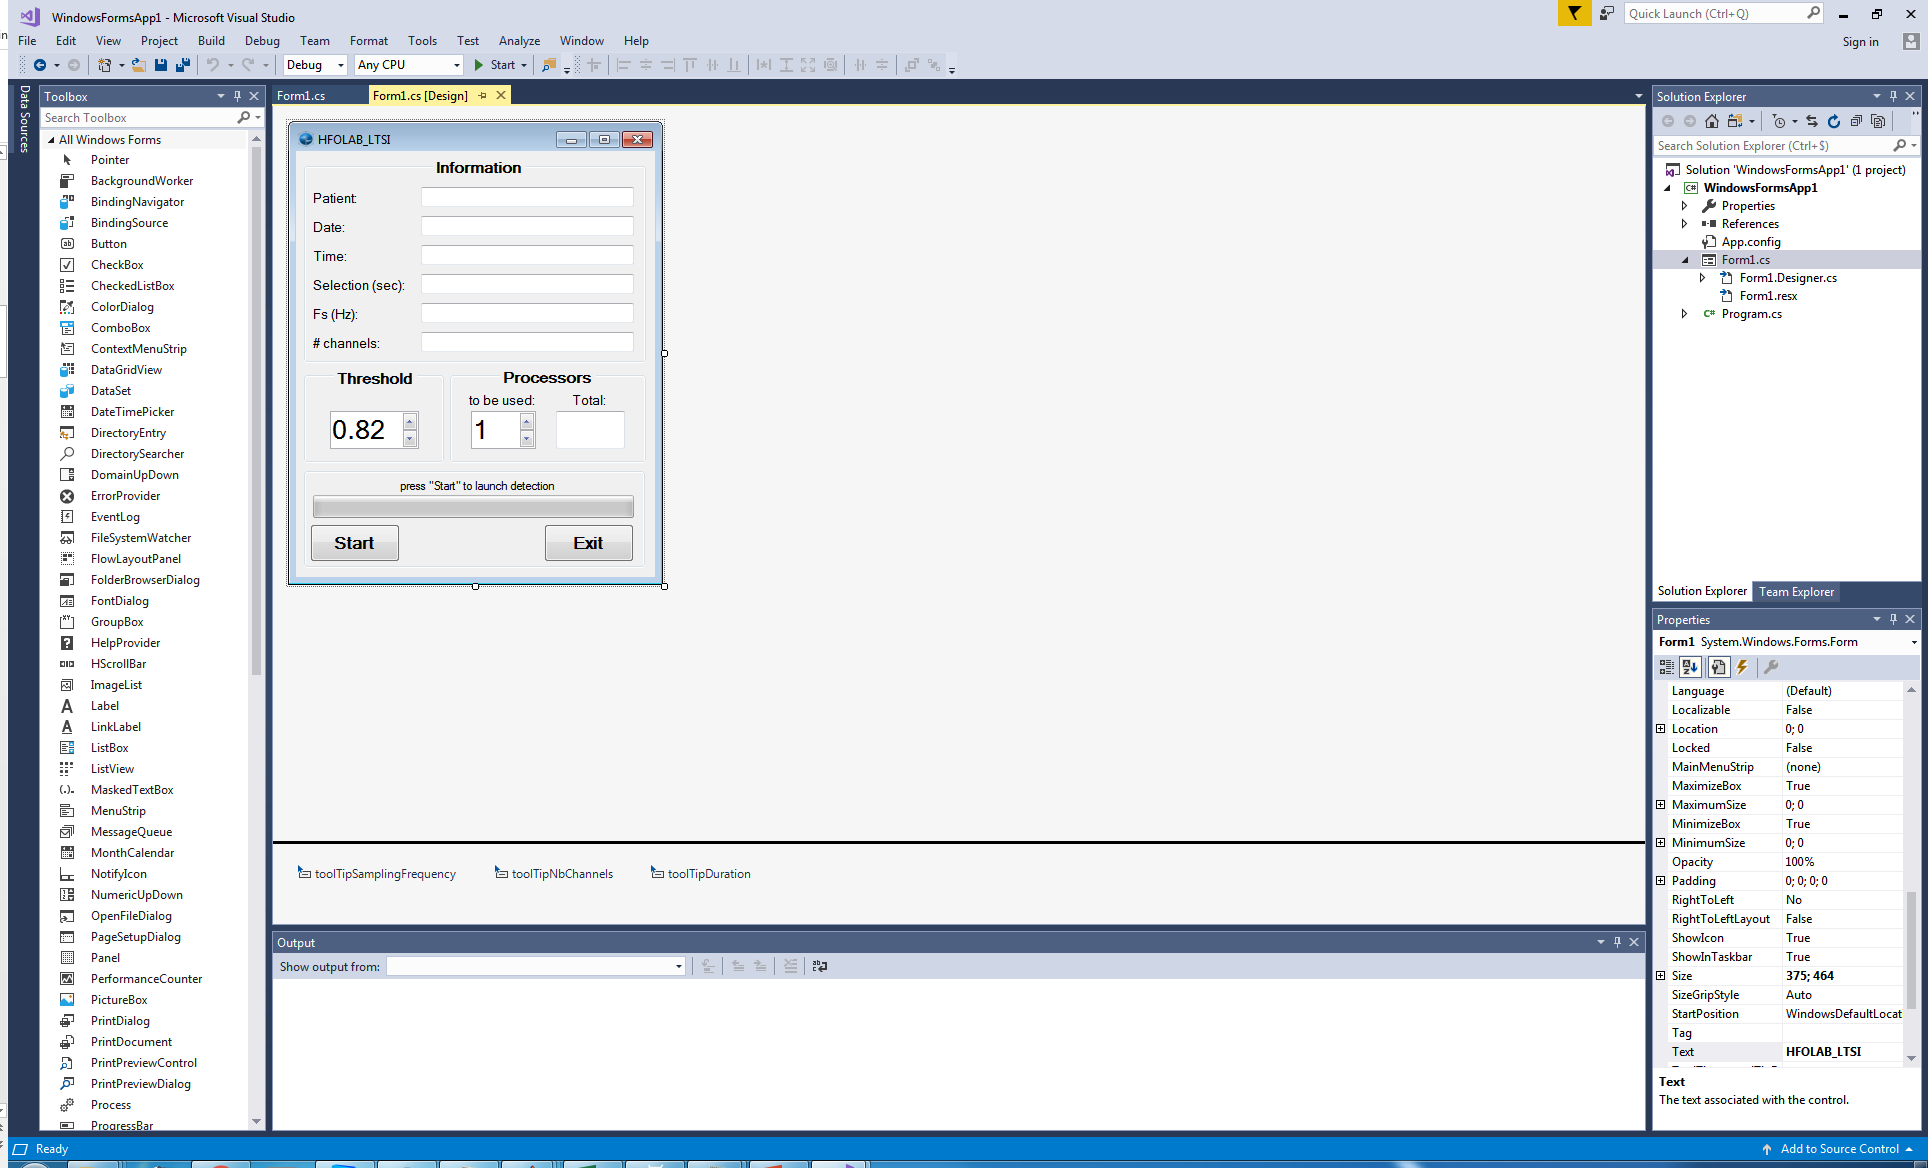 WindowsFormsApp1 - Microsoft Visual Studio
Quick Launch (Ctrl+Q)
File Edit View Project Build Debug Team Format Tools Test Analyze Window Help
Sign in
Debug Any CPU Start
Data Sources
Toolbox
Search Toolbox
All Windows Forms
Pointer
BackgroundWorker
BindingNavigator
BindingSource
Button
CheckBox
CheckedListBox
ColorDialog
ComboBox
ContextMenuStrip
DataGridView
DataSet
DateTimePicker
DirectoryEntry
DirectorySearcher
DomainUpDown
ErrorProvider
EventLog
FileSystemWatcher
FlowLayoutPanel
FolderBrowserDialog
FontDialog
GroupBox
HelpProvider
HScrollBar
ImageList
Label
LinkLabel
ListBox
ListView
MaskedTextBox
MenuStrip
MessageQueue
MonthCalendar
NotifyIcon
NumericUpDown
OpenFileDialog
PageSetupDialog
Panel
PerformanceCounter
PictureBox
PrintDialog
PrintDocument
PrintPreviewControl
PrintPreviewDialog
Process
ProgressBar
Form1.cs Form1.cs [Design]
HFOLAB_LTSI
Information
Patient:
Date:
Time:
Selection (sec):
Fs (Hz):
# channels:
Threshold
0.82
Processors
to be used: Total:
1
press "Start" to launch detection
Start Exit
toolTipSamplingFrequency toolTipNbChannels toolTipDuration
Output
Show output from:
Solution Explorer
Search Solution Explorer (Ctrl+$)
Solution 'WindowsFormsApp1' (1 project)
WindowsFormsApp1
Properties
References
App.config
Form1.cs
Form1.Designer.cs
Form1.resx
Program.cs
Solution Explorer Team Explorer
Properties
Form1 System.Windows.Forms.Form
Language (Default)
Localizable False
Location 0; 0
Locked False
MainMenuStrip (none)
MaximizeBox True
MaximumSize 0; 0
MinimizeBox True
MinimumSize 0; 0
Opacity 100%
Padding 0; 0; 0; 0
RightToLeft No
RightToLeftLayout False
ShowIcon True
ShowInTaskbar True
Size 375; 464
SizeGripStyle Auto
StartPosition WindowsDefaultLocat
Tag
Text HFOLAB_LTSI
Text
The text associated with the control.
Ready
Add to Source Control